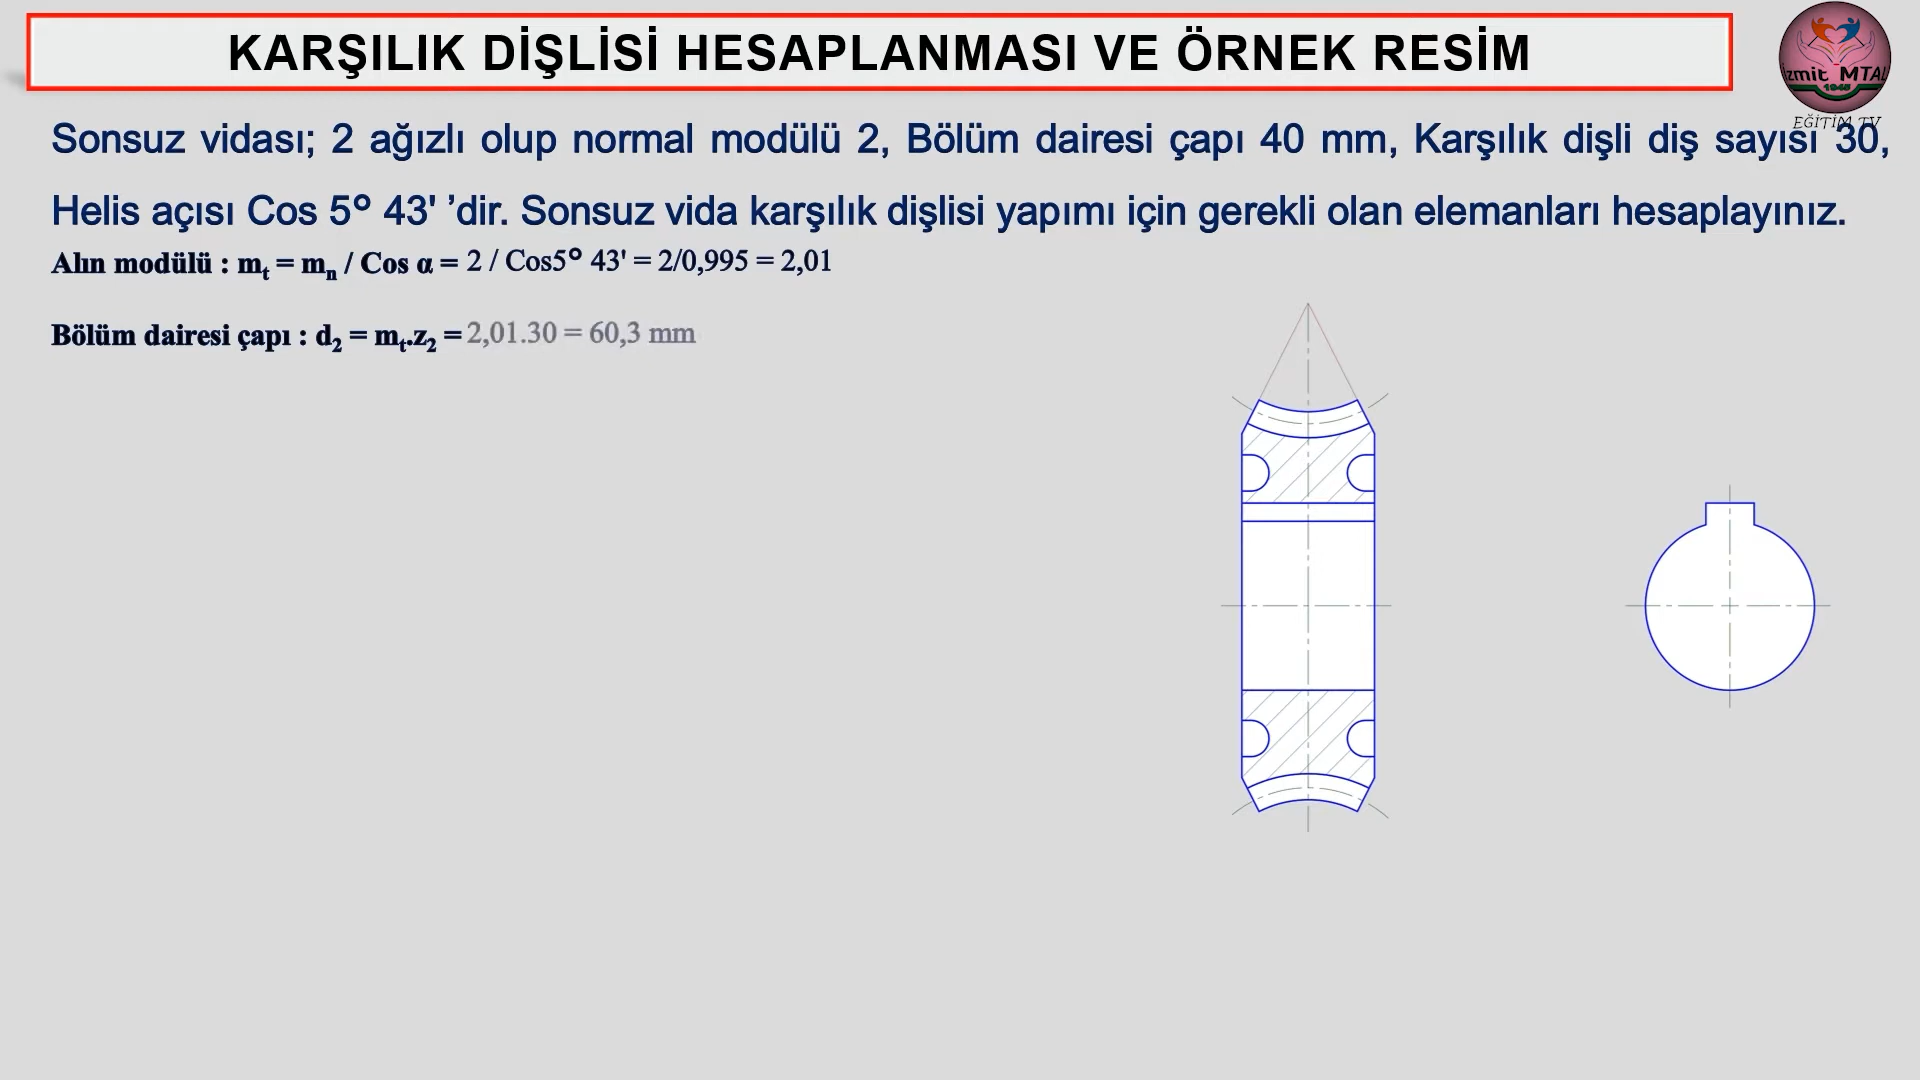 KARŞILIK DİŞLİSİ HESAPLANMASI VE ÖRNEK RESİM
İzmit MTAL
1945
EĞİTİM TV
Sonsuz vidası; 2 ağızlı olup normal modülü 2, Bölüm dairesi çapı 40 mm, Karşılık dişli diş sayısı 30,
Helis açısı Cos 5° 43' ’dir. Sonsuz vida karşılık dişlisi yapımı için gerekli olan elemanları hesaplayınız.
Alın modülü : mₜ = mₙ / Cos α = 2 / Cos5° 43' = 2/0,995 = 2,01
Bölüm dairesi çapı : d₂ = mₜ.z₂ = 2,01.30 = 60,3 mm